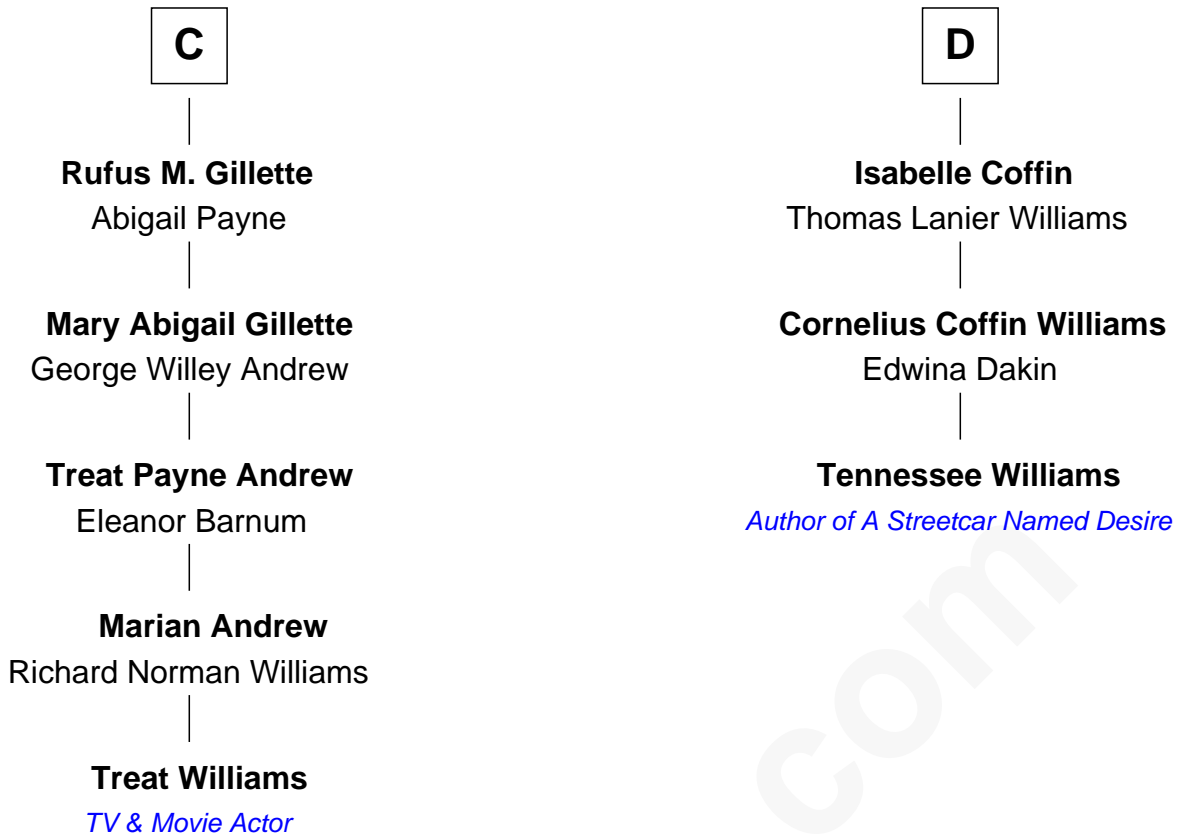 C
Rufus M. Gillette
Abigail Payne
Mary Abigail Gillette
George Willey Andrew
Treat Payne Andrew
Eleanor Barnum
Marian Andrew
Richard Norman Williams
Treat Williams
TV & Movie Actor
D
Isabelle Coffin
Thomas Lanier Williams
Cornelius Coffin Williams
Edwina Dakin
Tennessee Williams
Author of A Streetcar Named Desire
com